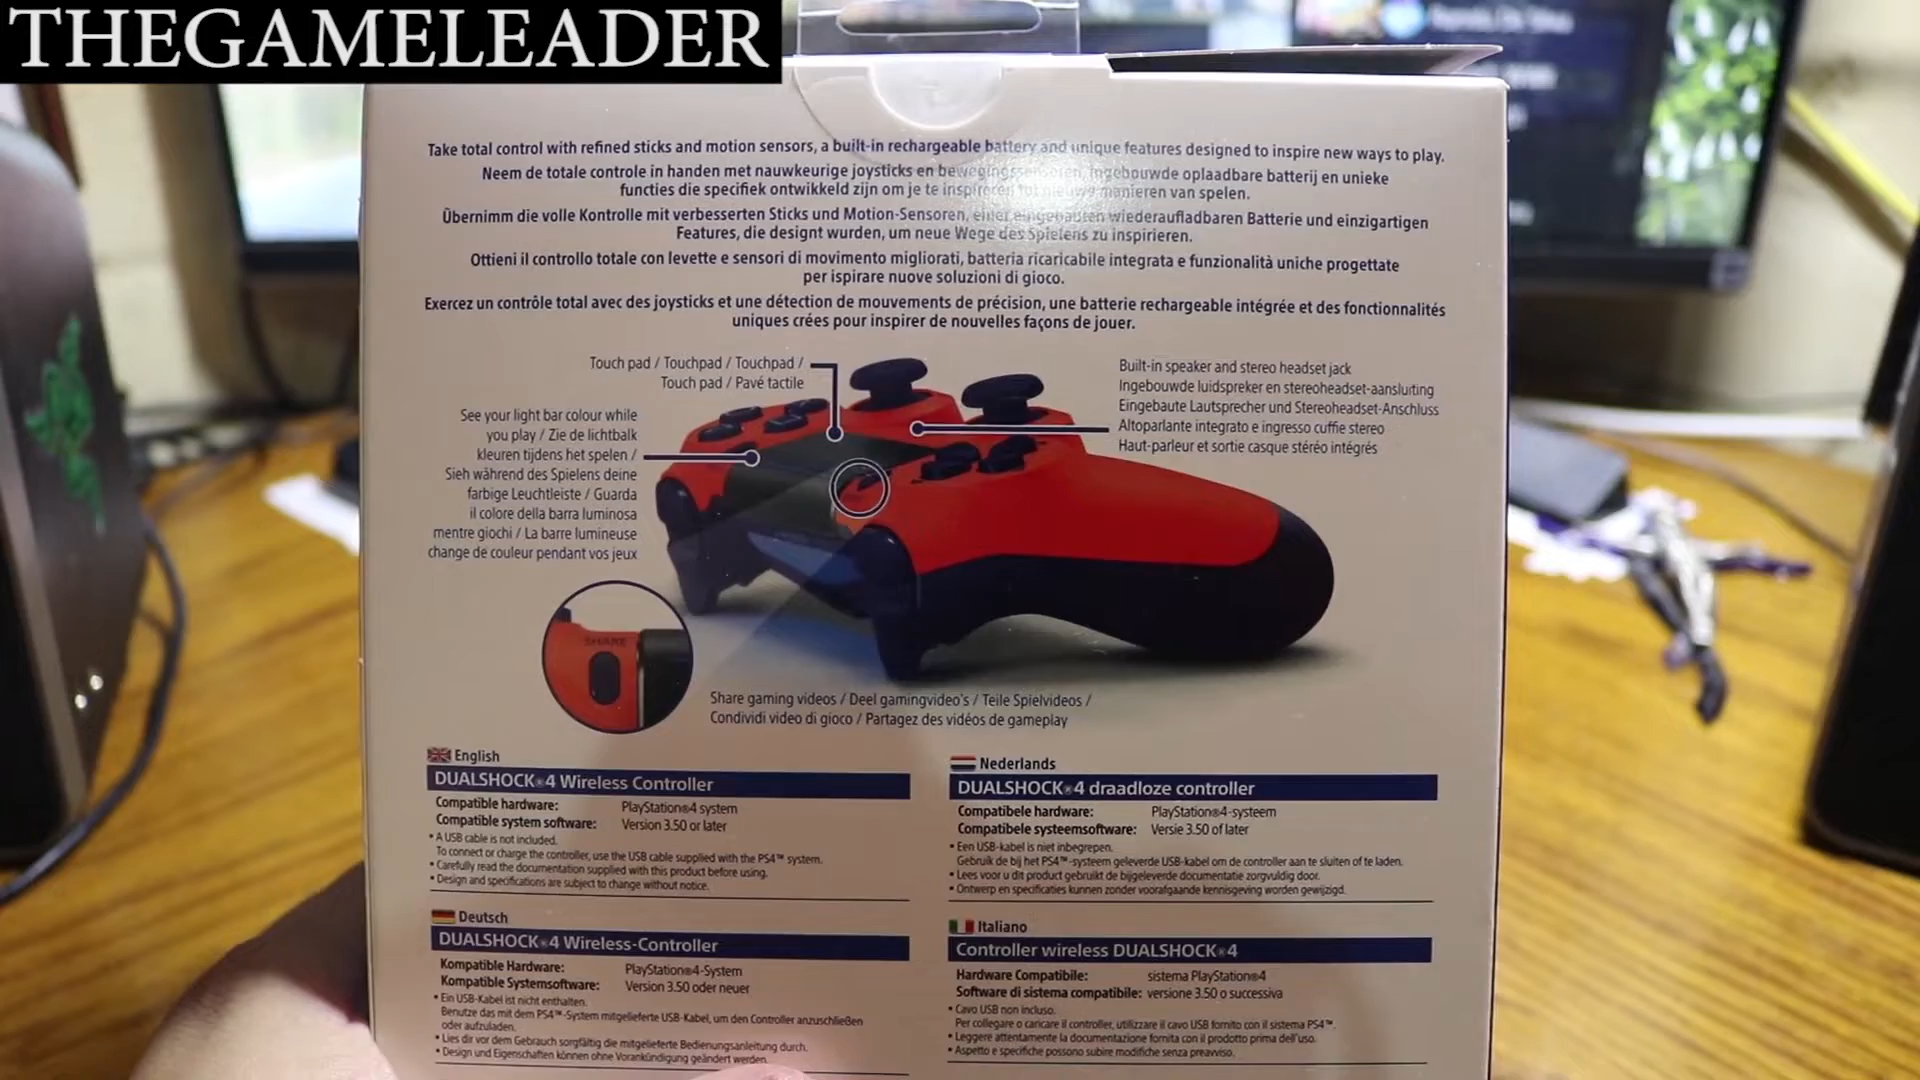 THEGAMELEADER
Take total control with refined sticks and motion sensors, a built-in rechargeable battery and unique features designed to inspire new ways to play.
Neem de totale controle in handen met nauwkeurige joysticks en bewegingssensoren, ingebouwde oplaadbare batterij en unieke
functies die specifiek ontwikkeld zijn om je te inspireren tot nieuwe manieren van spelen.
Übernimm die volle Kontrolle mit verbesserten Sticks und Motion-Sensoren, einer eingebauten wiederaufladbaren Batterie und einzigartigen
Features, die designt wurden, um neue Wege des Spielens zu inspirieren.
Ottieni il controllo totale con levette e sensori di movimento migliorati, batteria ricaricabile integrata e funzionalità uniche progettate
per ispirare nuove soluzioni di gioco.
Exercez un contrôle total avec des joysticks et une détection de mouvements de précision, une batterie rechargeable intégrée et des fonctionnalités
uniques crées pour inspirer de nouvelles façons de jouer.
Touch pad / Touchpad / Touchpad /
Touch pad / Pavé tactile
See your light bar colour while
you play / Zie de lichtbalk
kleuren tijdens het spelen /
Sieh während des Spielens deine
farbige Leuchtleiste / Guarda
il colore della barra luminosa
mentre giochi / La barre lumineuse
change de couleur pendant vos jeux
Built-in speaker and stereo headset jack
Ingebouwde luidspreker en stereoheadset-aansluiting
Eingebaute Lautsprecher und Stereoheadset-Anschluss
Altoparlante integrato e ingresso cuffie stereo
Haut-parleur et sortie casque stéréo intégrés
SHARE
Share gaming videos / Deel gamingvideo's / Teile Spielvideos /
Condividi video di gioco / Partagez des vidéos de gameplay
English
DUALSHOCK®4 Wireless Controller
Compatible hardware: PlayStation®4 system
Compatible system software: Version 3.50 or later
• A USB cable is not included.
To connect or charge the controller, use the USB cable supplied with the PS4™ system.
• Carefully read the documentation supplied with this product before using.
• Design and specifications are subject to change without notice.
Nederlands
DUALSHOCK®4 draadloze controller
Compatibele hardware: PlayStation®4-systeem
Compatibele systeemsoftware: Versie 3.50 of later
• Een USB-kabel is niet inbegrepen.
Gebruik de bij het PS4™-systeem geleverde USB-kabel om de controller aan te sluiten of te laden.
• Lees voor u dit product gebruikt de bijgeleverde documentatie zorgvuldig door.
• Ontwerp en specificaties kunnen zonder voorafgaande kennisgeving worden gewijzigd.
Deutsch
DUALSHOCK®4 Wireless-Controller
Kompatible Hardware: PlayStation®4-System
Kompatible Systemsoftware: Version 3.50 oder neuer
• Ein USB-Kabel ist nicht enthalten.
Benutze das mit dem PS4™-System mitgelieferte USB-Kabel, um den Controller anzuschließen
oder aufzuladen.
• Lies dir vor dem Gebrauch sorgfältig die mitgelieferte Bedienungsanleitung durch.
• Design und Eigenschaften können ohne Vorankündigung geändert werden.
Italiano
Controller wireless DUALSHOCK®4
Hardware Compatibile: sistema PlayStation®4
Software di sistema compatibile: versione 3.50 o successiva
• Cavo USB non incluso.
Per collegare o caricare il controller, utilizzare il cavo USB fornito con il sistema PS4™.
• Leggere attentamente la documentazione fornita con il prodotto prima dell'uso.
• Aspetto e specifiche possono subire modifiche senza preavviso.